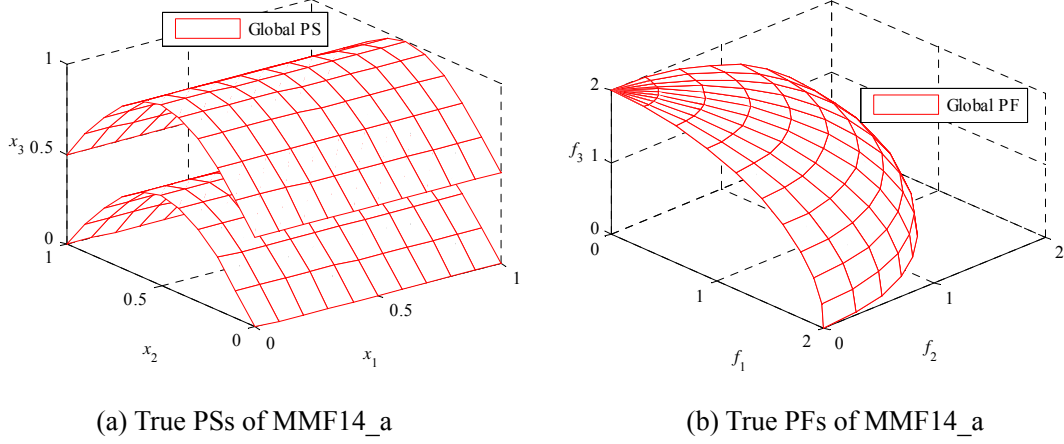 Global PS
1
x3 0.5
0
1
0.5
0
x2
0
0.5
1
x1
Global PF
2
f3
1
0
0
1
2
f1
0
1
2
f2
(a) True PSs of MMF14_a
(b) True PFs of MMF14_a